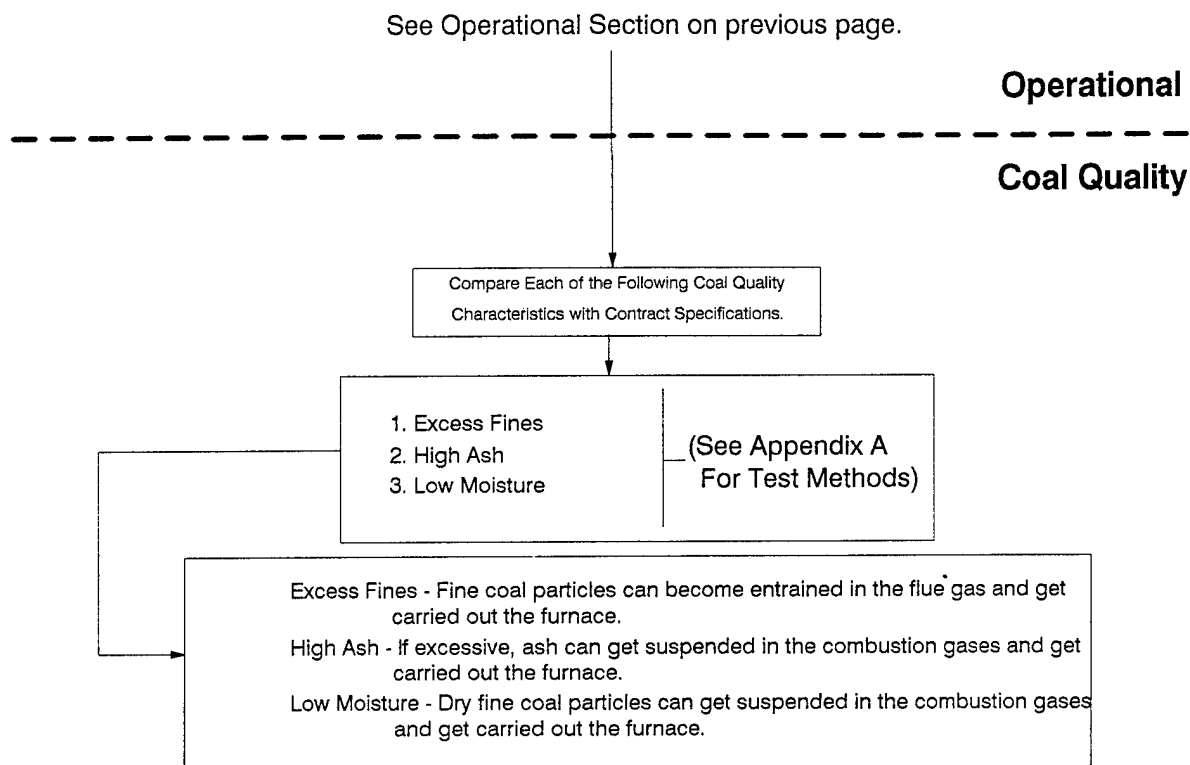 See Operational Section on previous page.
Operational
Coal Quality
Compare Each of the Following Coal Quality
Characteristics with Contract Specifications.
1. Excess Fines
2. High Ash
3. Low Moisture
(See Appendix A
For Test Methods)
Excess Fines - Fine coal particles can become entrained in the flue gas and get
carried out the furnace.
High Ash - If excessive, ash can get suspended in the combustion gases and get
carried out the furnace.
Low Moisture - Dry fine coal particles can get suspended in the combustion gases
and get carried out the furnace.